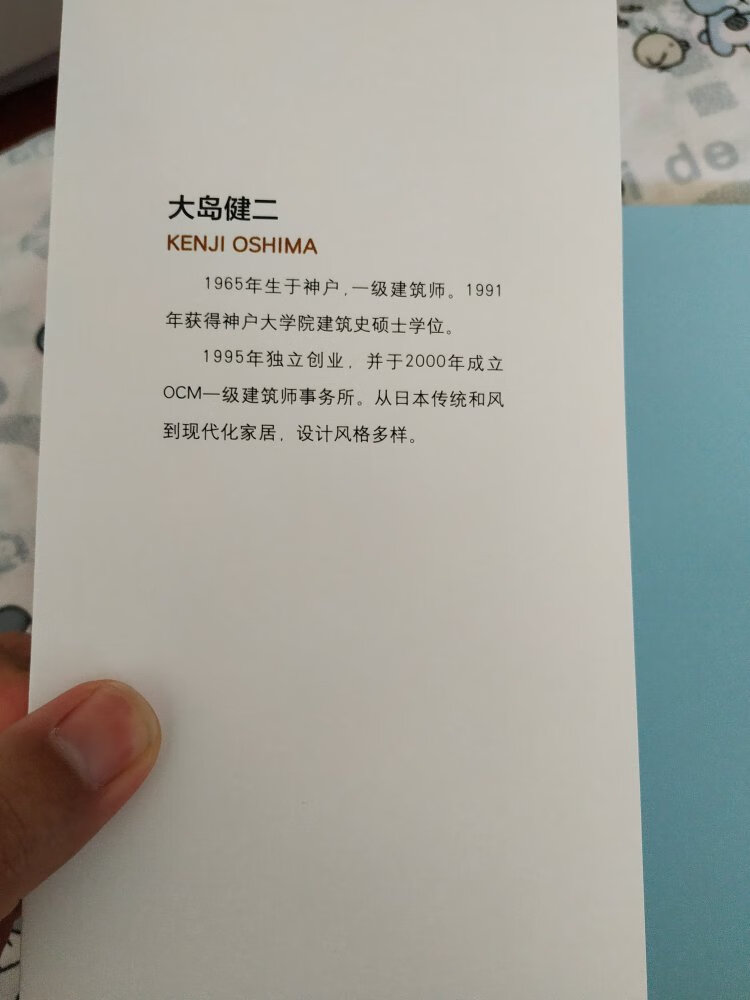 大岛健二
KENJI OSHIMA
1965年生于神户,一级建筑师。1991
年获得神户大学院建筑史硕士学位。
1995年独立创业，并于2000年成立
OCM一级建筑师事务所。从日本传统和风
到现代化家居，设计风格多样。
i de